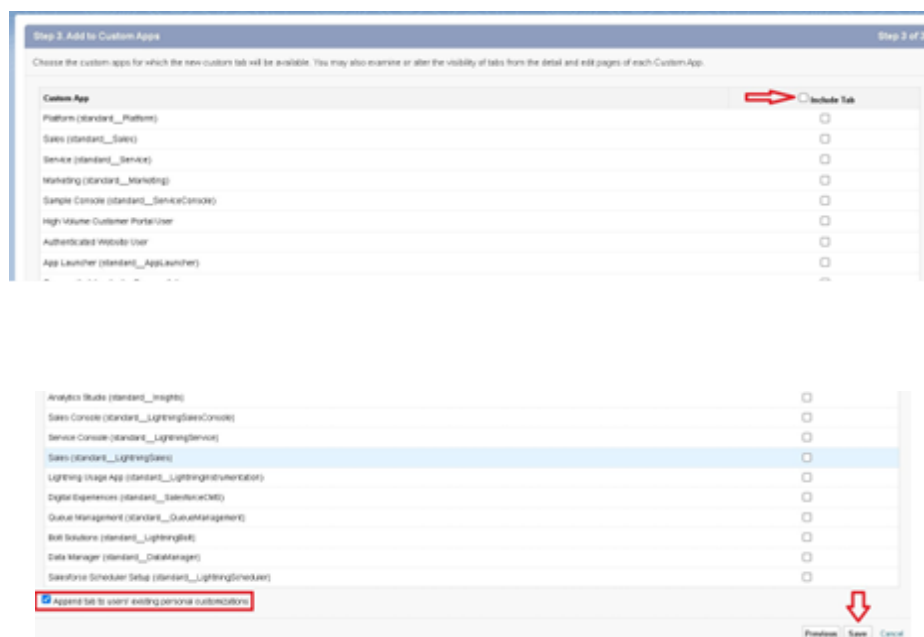 Step 3. Add to Custom Apps Step 3 of 3
Choose the custom apps for which the new custom tab will be available. You may also examine or alter the visibility of tabs from the detail and edit pages of each Custom App.
Custom App Include Tab
Platform (standard__Platform)
Sales (standard__Sales)
Service (standard__Service)
Marketing (standard__Marketing)
Sample Console (standard__ServiceConsole)
High Volume Customer Portal User
Authenticated Website User
App Launcher (standard__AppLauncher)
Analytics Studio (standard__Insights)
Sales Console (standard__LightningSalesConsole)
Service Console (standard__LightningService)
Sales (standard__LightningSales)
Lightning Usage App (standard__LightningInstrumentation)
Digital Experiences (standard__SalesforceCMS)
Queue Management (standard__QueueManagement)
Bolt Solutions (standard__LightningBolt)
Data Manager (standard__DataManager)
Salesforce Scheduler Setup (standard__LightningScheduler)
Append tab to users' existing personal customizations
Previous Save Cancel